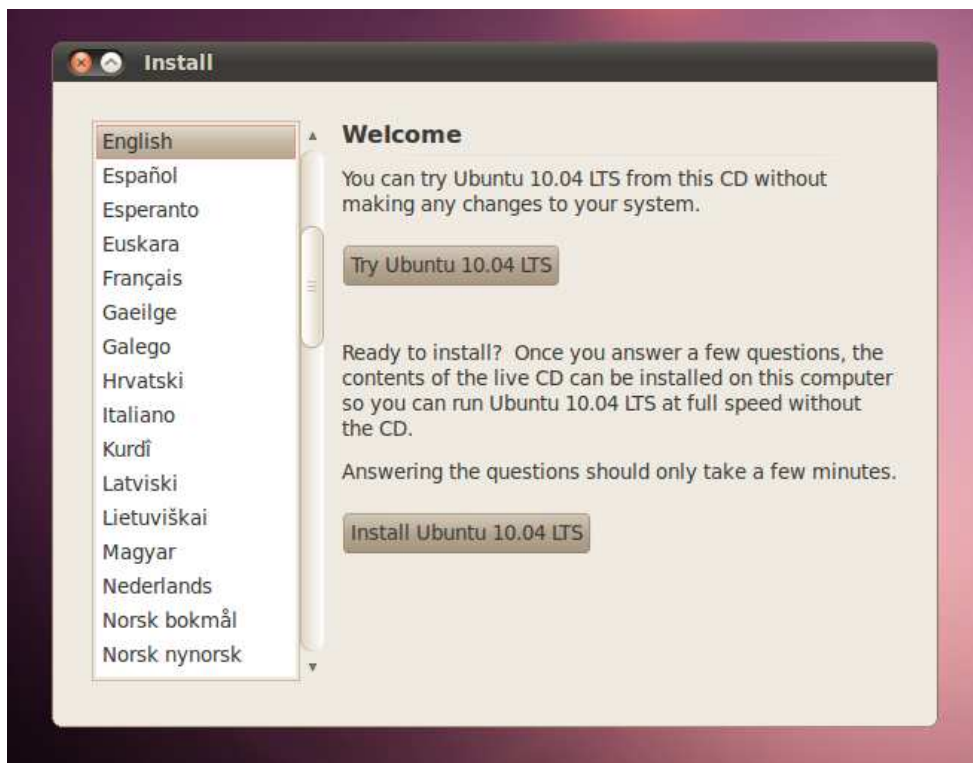 Install
English
Español
Esperanto
Euskara
Français
Gaeilge
Galego
Hrvatski
Italiano
Kurdî
Latviski
Lietuviškai
Magyar
Nederlands
Norsk bokmål
Norsk nynorsk
Welcome
You can try Ubuntu 10.04 LTS from this CD without
making any changes to your system.
Try Ubuntu 10.04 LTS
Ready to install?  Once you answer a few questions, the
contents of the live CD can be installed on this computer
so you can run Ubuntu 10.04 LTS at full speed without
the CD.
Answering the questions should only take a few minutes.
Install Ubuntu 10.04 LTS